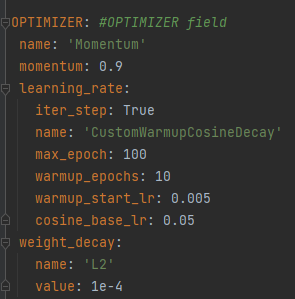 OPTIMIZER: #OPTIMIZER field
  name: 'Momentum'
  momentum: 0.9
  learning_rate:
    iter_step: True
    name: 'CustomWarmupCosineDecay'
    max_epoch: 100
    warmup_epochs: 10
    warmup_start_lr: 0.005
    cosine_base_lr: 0.05
  weight_decay:
    name: 'L2'
    value: 1e-4